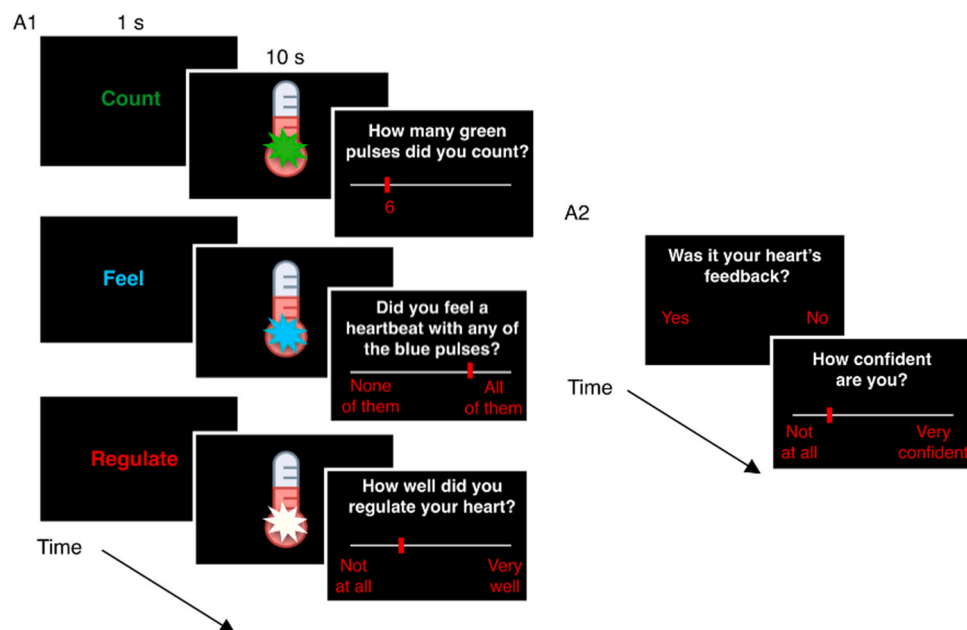 A1
1 s
10 s
Count
How many green
pulses did you count?
6
Feel
Did you feel a
heartbeat with any of
the blue pulses?
None
of them
All
of them
Regulate
How well did you
regulate your heart?
Not
at all
Very
well
Time
A2
Was it your heart's
feedback?
Yes
No
How confident
are you?
Not
at all
Very
confident
Time